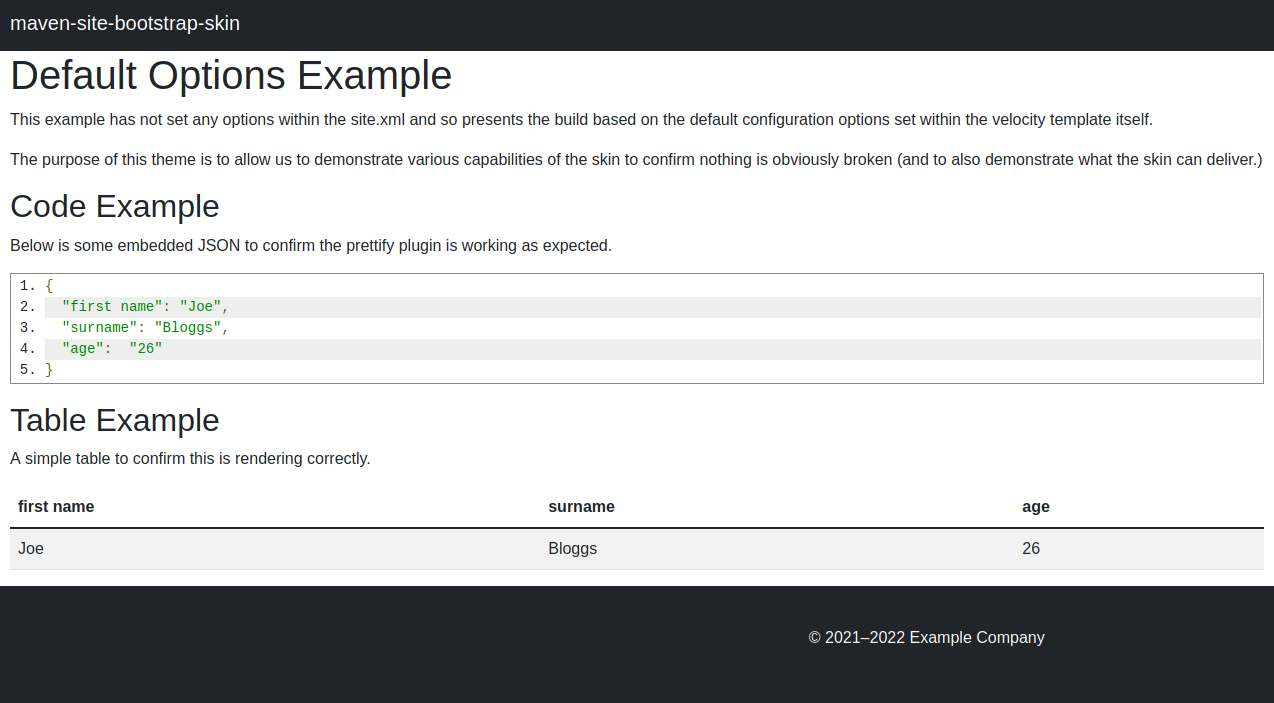 maven-site-bootstrap-skin
Default Options Example
This example has not set any options within the site.xml and so presents the build based on the default configuration options set within the velocity template itself.
The purpose of this theme is to allow us to demonstrate various capabilities of the skin to confirm nothing is obviously broken (and to also demonstrate what the skin can deliver.)
Code Example
Below is some embedded JSON to confirm the prettify plugin is working as expected.
1. {
2.   "first name": "Joe",
3.   "surname": "Bloggs",
4.   "age":  "26"
5. }
Table Example
A simple table to confirm this is rendering correctly.
first name surname age
Joe Bloggs 26
© 2021–2022 Example Company